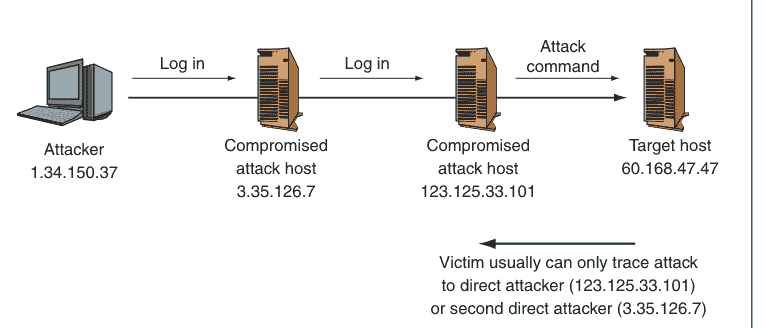 Log in
Log in
Attack
command
Attacker
1.34.150.37
Compromised
attack host
3.35.126.7
Compromised
attack host
123.125.33.101
Target host
60.168.47.47
Victim usually can only trace attack
to direct attacker (123.125.33.101)
or second direct attacker (3.35.126.7)